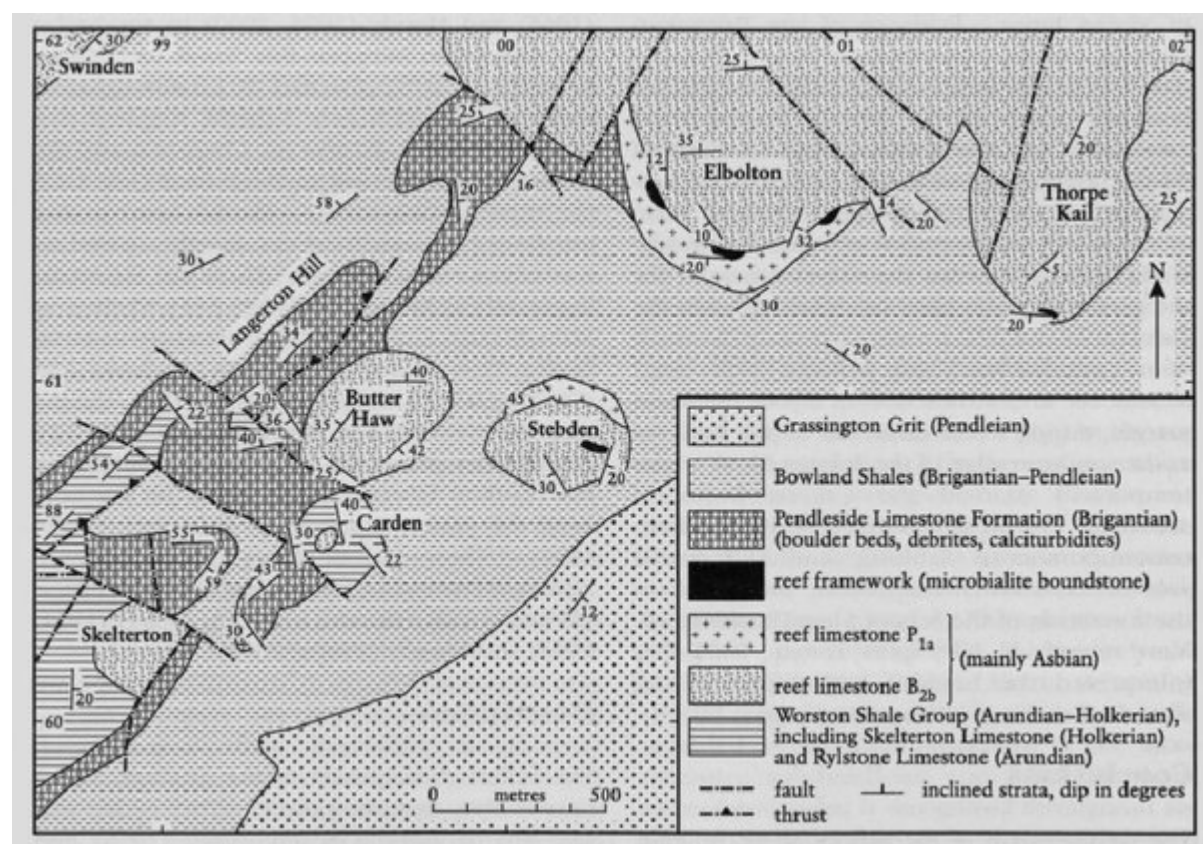 62
30
99
00
01
02
Swinden
25
25
35
12
Elbolton
20
Thorpe
Kail
20
16
14
20
25
58
10
32
20
5
30
30
20
N
Langerton Hill
34
61
40
20
20
22
36
Butter
Haw
45
40
35
Stebden
54
42
25
30
20
88
40
Carden
30
55
22
59
43
12
Skelterton
39
20
60
0
metres
500
Grassington Grit (Pendleian)
Bowland Shales (Brigantian–Pendleian)
Pendleside Limestone Formation (Brigantian)
(boulder beds, debrites, calciturbidites)
reef framework (microbialite boundstone)
reef limestone P1a
(mainly Asbian)
reef limestone B2b
Worston Shale Group (Arundian–Holkerian),
including Skelterton Limestone (Holkerian)
and Rylstone Limestone (Arundian)
fault
inclined strata, dip in degrees
thrust